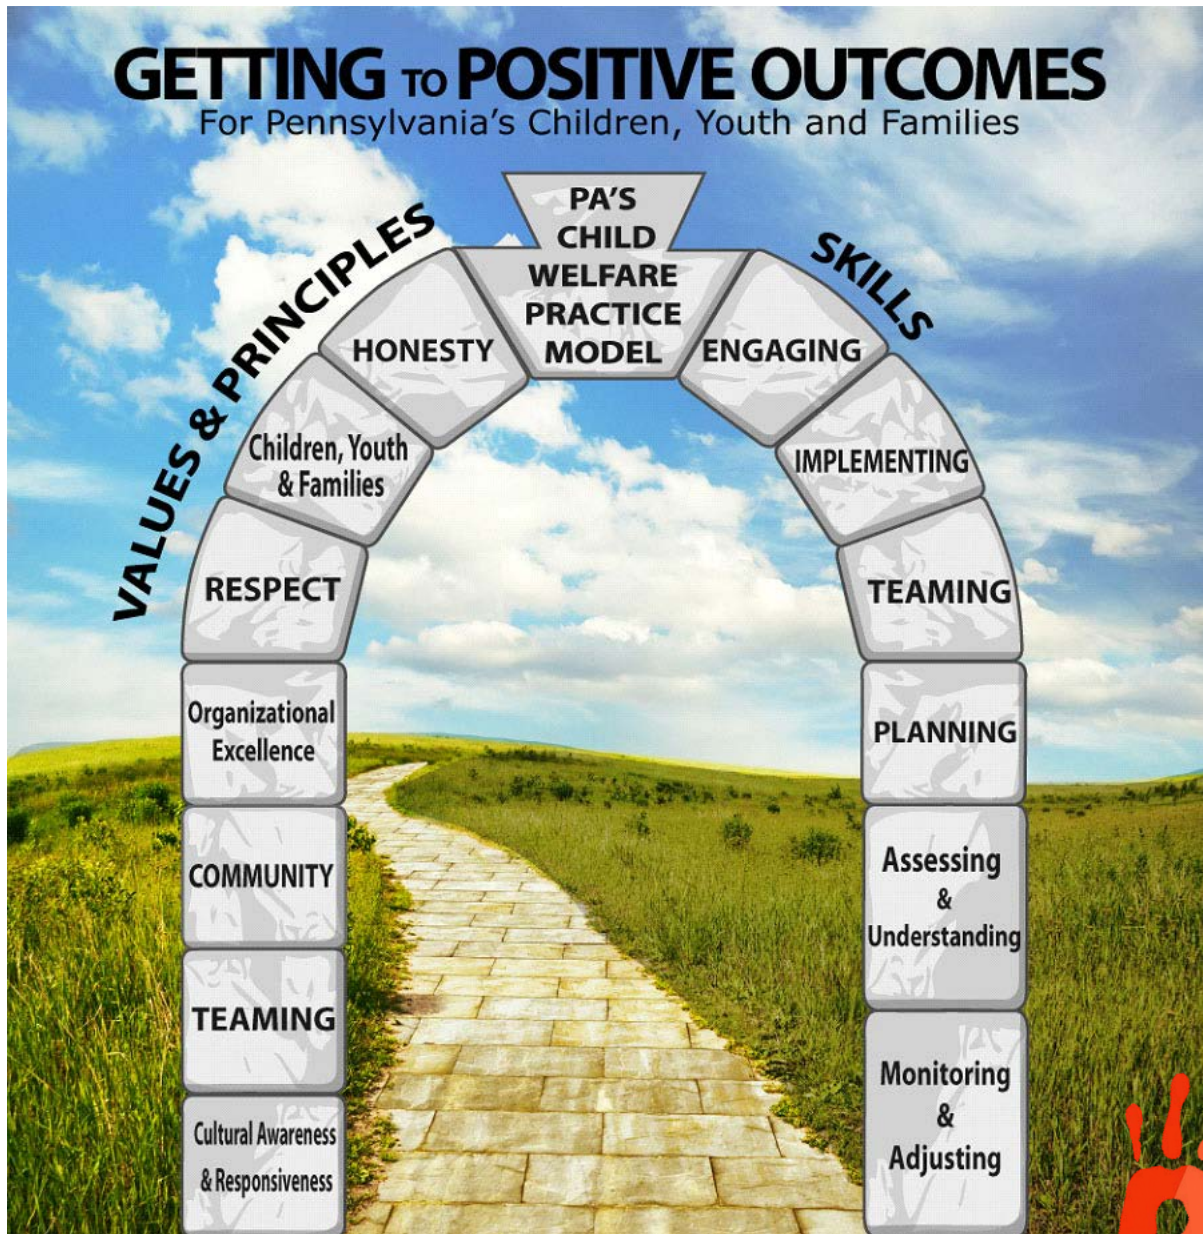 GETTING TO POSITIVE OUTCOMES
For Pennsylvania's Children, Youth and Families
VALUES & PRINCIPLES
SKILLS
PA'S
CHILD
WELFARE
PRACTICE
MODEL
HONESTY
Children, Youth
& Families
RESPECT
Organizational
Excellence
COMMUNITY
TEAMING
Cultural Awareness
& Responsiveness
ENGAGING
IMPLEMENTING
TEAMING
PLANNING
Assessing
&
Understanding
Monitoring
&
Adjusting